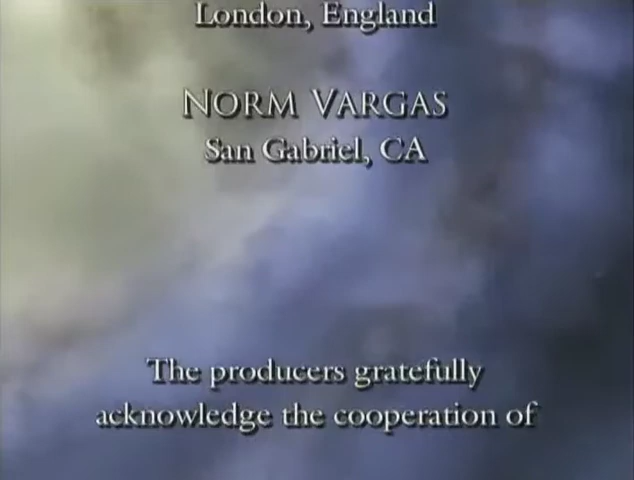 London, England
NORM VARGAS
San Gabriel, CA
The producers gratefully
acknowledge the cooperation of